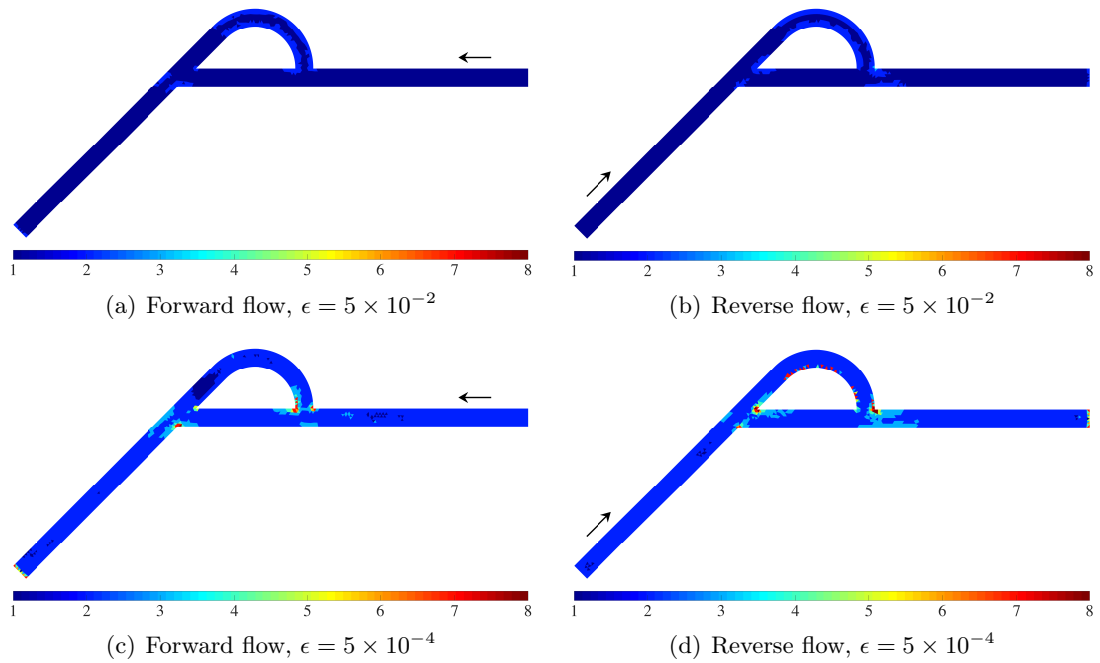 1 2 3 4 5 6 7 8
1 2 3 4 5 6 7 8
(a) Forward flow, ϵ = 5 × 10⁻²
(b) Reverse flow, ϵ = 5 × 10⁻²
1 2 3 4 5 6 7 8
1 2 3 4 5 6 7 8
(c) Forward flow, ϵ = 5 × 10⁻⁴
(d) Reverse flow, ϵ = 5 × 10⁻⁴